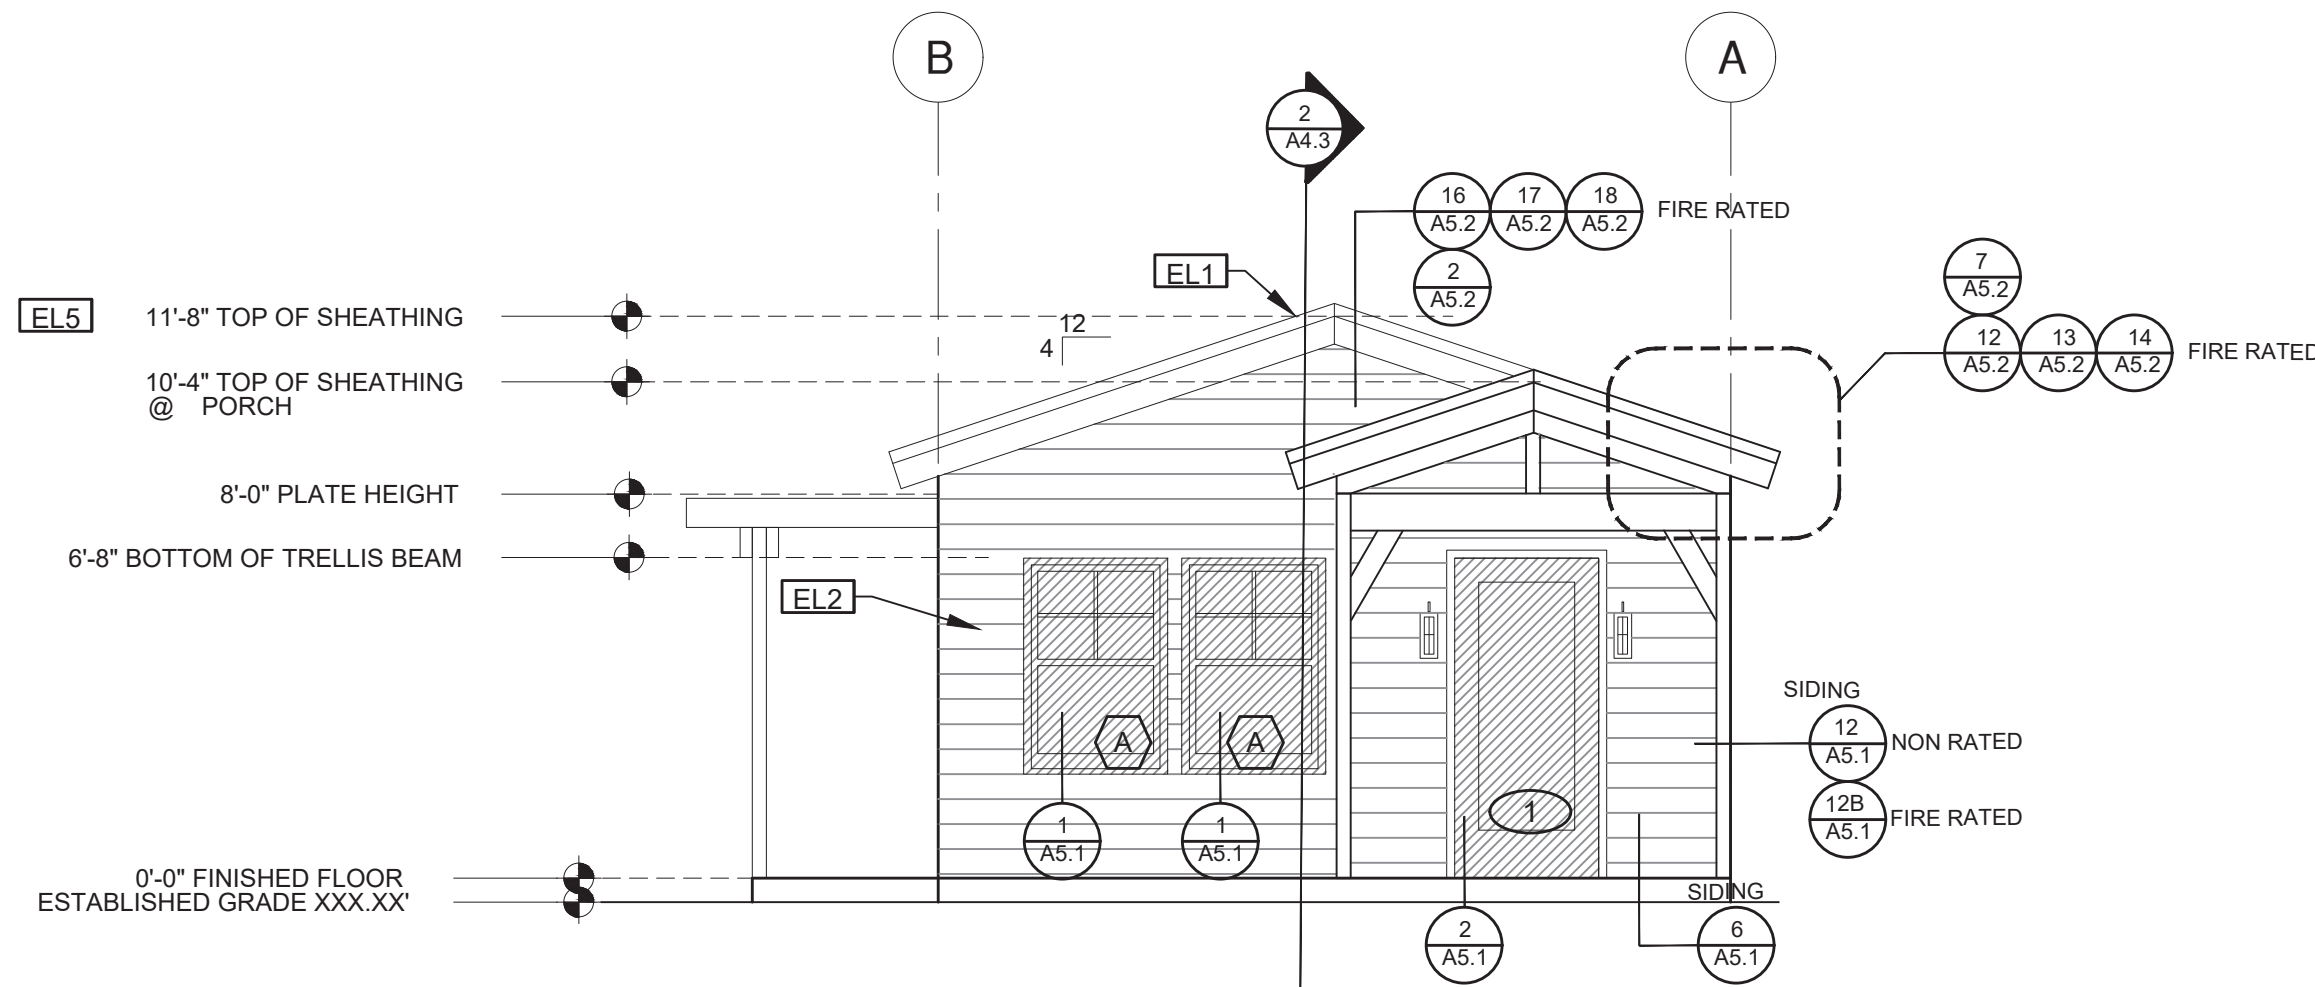 B
A
2
A4.3
16
A5.2
17
A5.2
18
A5.2
FIRE RATED
2
A5.2
EL1
7
A5.2
12
A5.2
13
A5.2
14
A5.2
FIRE RATED
EL5
11'-8" TOP OF SHEATHING
12
4
10'-4" TOP OF SHEATHING
@ PORCH
8'-0" PLATE HEIGHT
6'-8" BOTTOM OF TRELLIS BEAM
EL2
A
A
1
SIDING
12
A5.1
NON RATED
12B
A5.1
FIRE RATED
1
A5.1
1
A5.1
0'-0" FINISHED FLOOR
ESTABLISHED GRADE XXX.XX'
SIDING
2
A5.1
6
A5.1